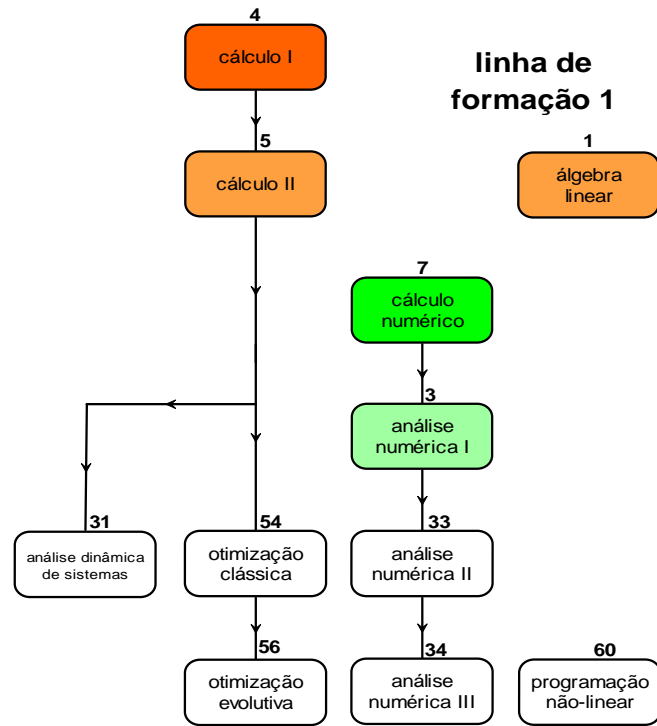 4
cálculo I
linha de
formação 1
5
cálculo II
1
álgebra
linear
7
cálculo
numérico
3
análise
numérica I
31
análise dinâmica
de sistemas
54
otimização
clássica
33
análise
numérica II
56
otimização
evolutiva
34
análise
numérica III
60
programação
não-linear